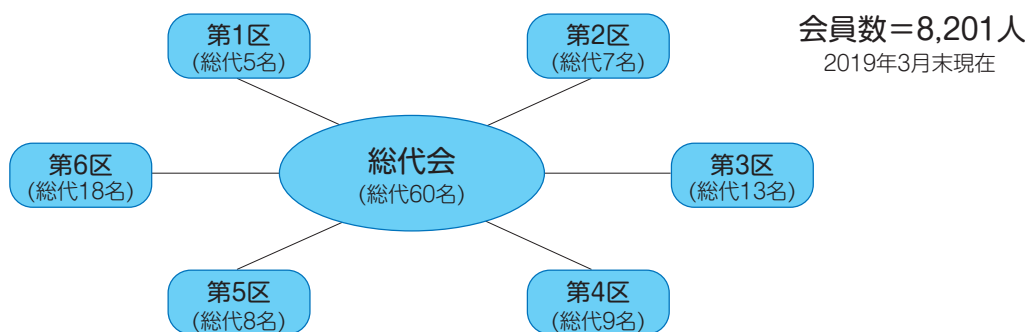 第1区
(総代5名)
第2区
(総代7名)
会員数＝8,201人
2019年3月末現在
第6区
(総代18名)
総代会
(総代60名)
第3区
(総代13名)
第5区
(総代8名)
第4区
(総代9名)